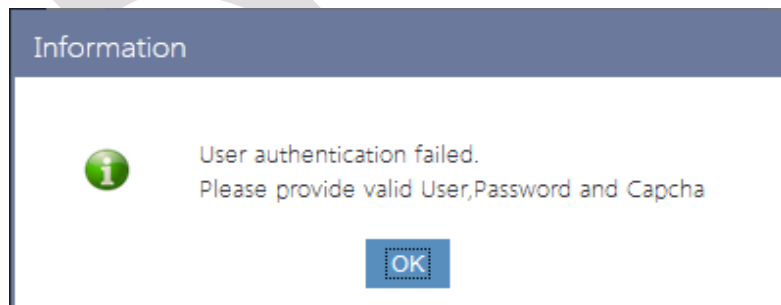 Information
User authentication failed.
Please provide valid User,Password and Capcha
OK